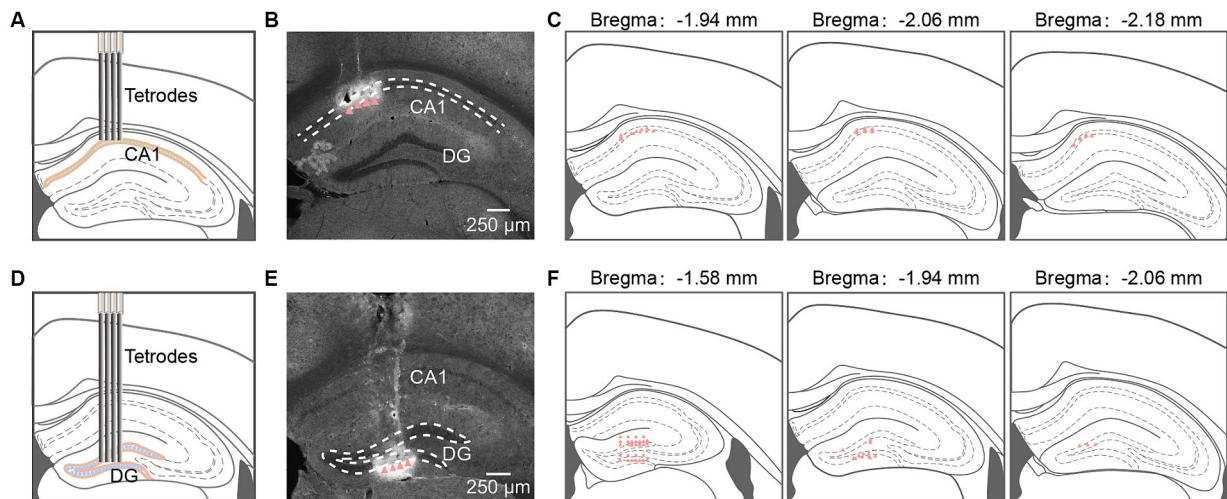 A
Tetrodes
CA1
B
CA1
DG
250 µm
C
Bregma: -1.94 mm
Bregma: -2.06 mm
Bregma: -2.18 mm
D
Tetrodes
DG
E
CA1
DG
250 µm
F
Bregma: -1.58 mm
Bregma: -1.94 mm
Bregma: -2.06 mm